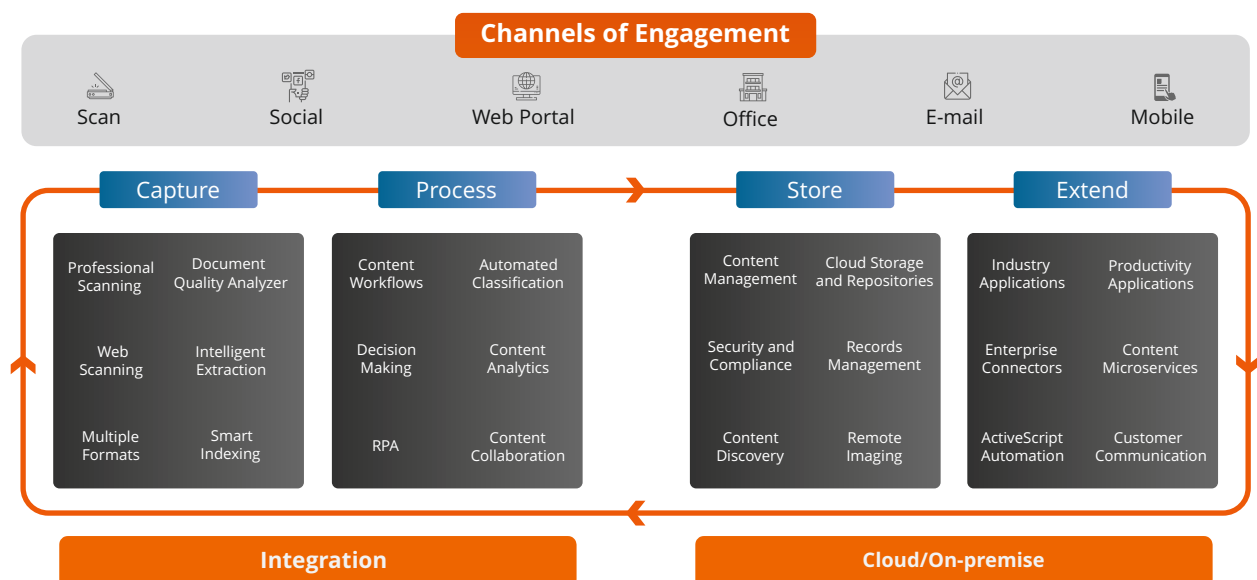 Channels of Engagement
Scan
Social
Web Portal
Office
E-mail
Mobile
Capture
Process
Store
Extend
Professional
Scanning
Document
Quality Analyzer
Web
Scanning
Intelligent
Extraction
Multiple
Formats
Smart
Indexing
Content
Workflows
Automated
Classification
Decision
Making
Content
Analytics
RPA
Content
Collaboration
Content
Management
Cloud Storage
and Repositories
Security and
Compliance
Records
Management
Content
Discovery
Remote
Imaging
Industry
Applications
Productivity
Applications
Enterprise
Connectors
Content
Microservices
ActiveScript
Automation
Customer
Communication
Integration
Cloud/On-premise